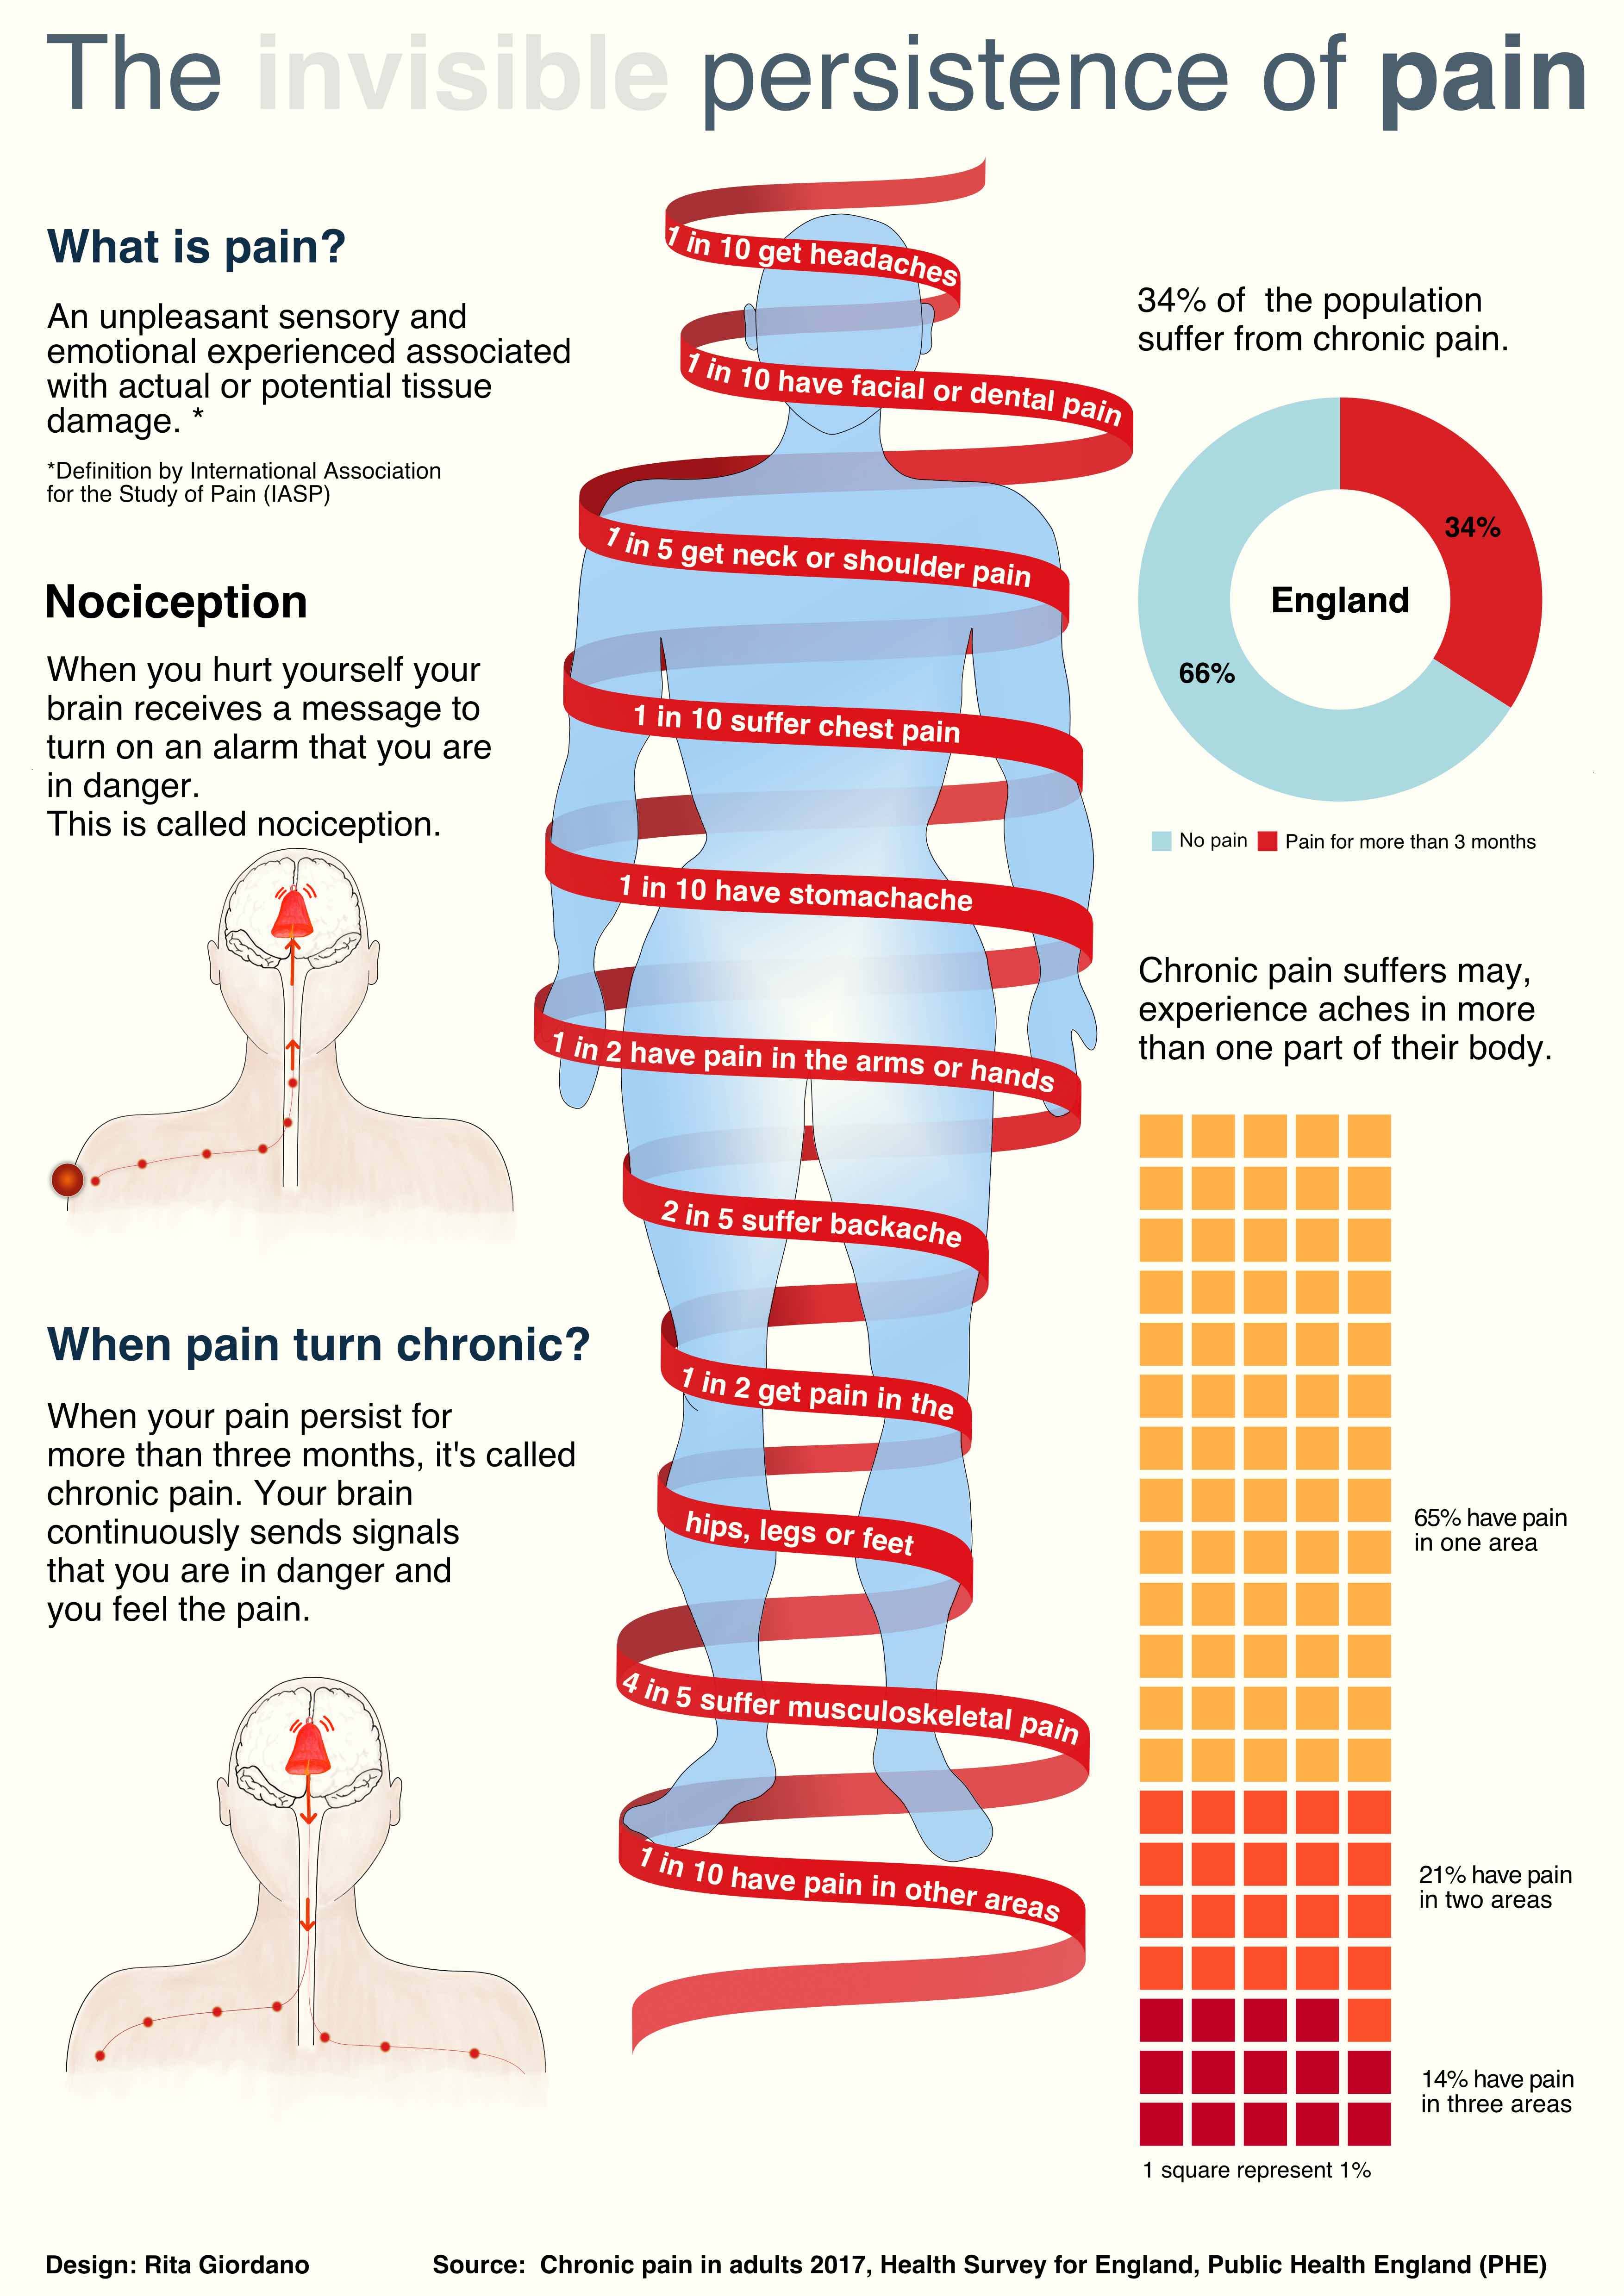 The invisible persistence of pain
What is pain?
An unpleasant sensory and
emotional experienced associated
with actual or potential tissue
damage. *
*Definition by International Association
for the Study of Pain (IASP)
Nociception
When you hurt yourself your
brain receives a message to
turn on an alarm that you are
in danger.
This is called nociception.
When pain turn chronic?
When your pain persist for
more than three months, it's called
chronic pain. Your brain
continuously sends signals
that you are in danger and
you feel the pain.
1 in 10 get headaches
1 in 10 have facial or dental pain
1 in 5 get neck or shoulder pain
1 in 10 suffer chest pain
1 in 10 have stomachache
1 in 2 have pain in the arms or hands
2 in 5 suffer backache
1 in 2 get pain in the
hips, legs or feet
4 in 5 suffer musculoskeletal pain
1 in 10 have pain in other areas
34% of  the population
suffer from chronic pain.
34%
England
66%
No pain
Pain for more than 3 months
Chronic pain suffers may,
experience aches in more
than one part of their body.
65% have pain
in one area
21% have pain
in two areas
14% have pain
in three areas
1 square represent 1%
Design: Rita Giordano
Source:  Chronic pain in adults 2017, Health Survey for England, Public Health England (PHE)